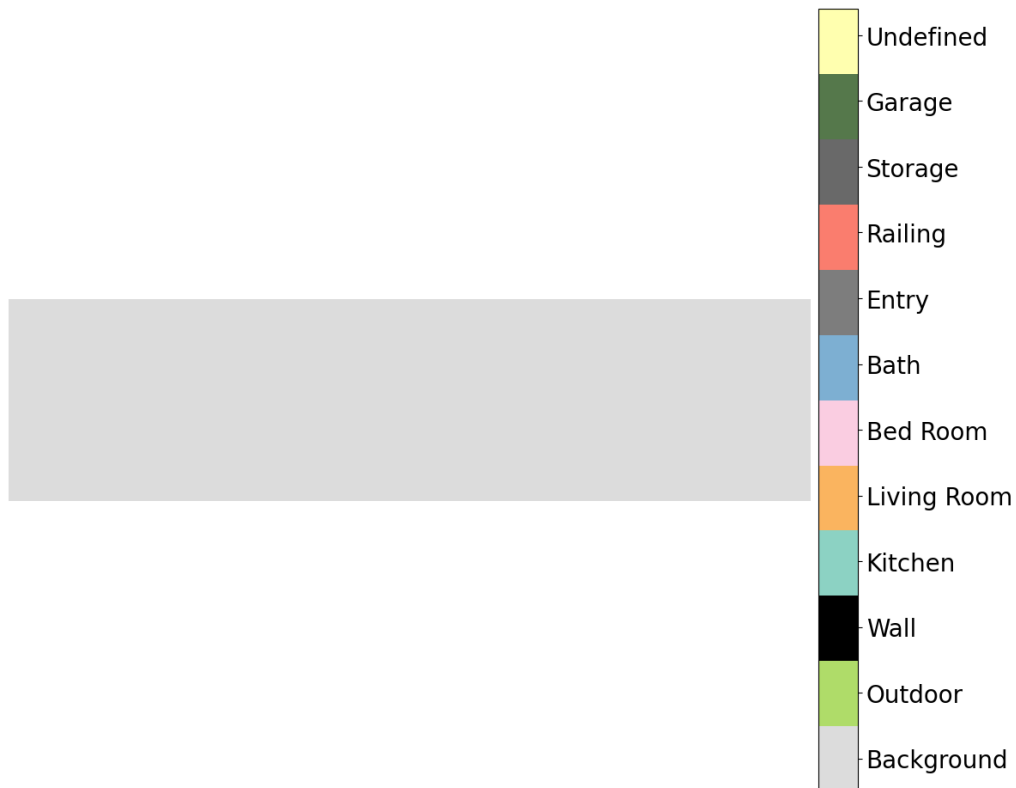 Undefined
Garage
Storage
Railing
Entry
Bath
Bed Room
Living Room
Kitchen
Wall
Outdoor
Background